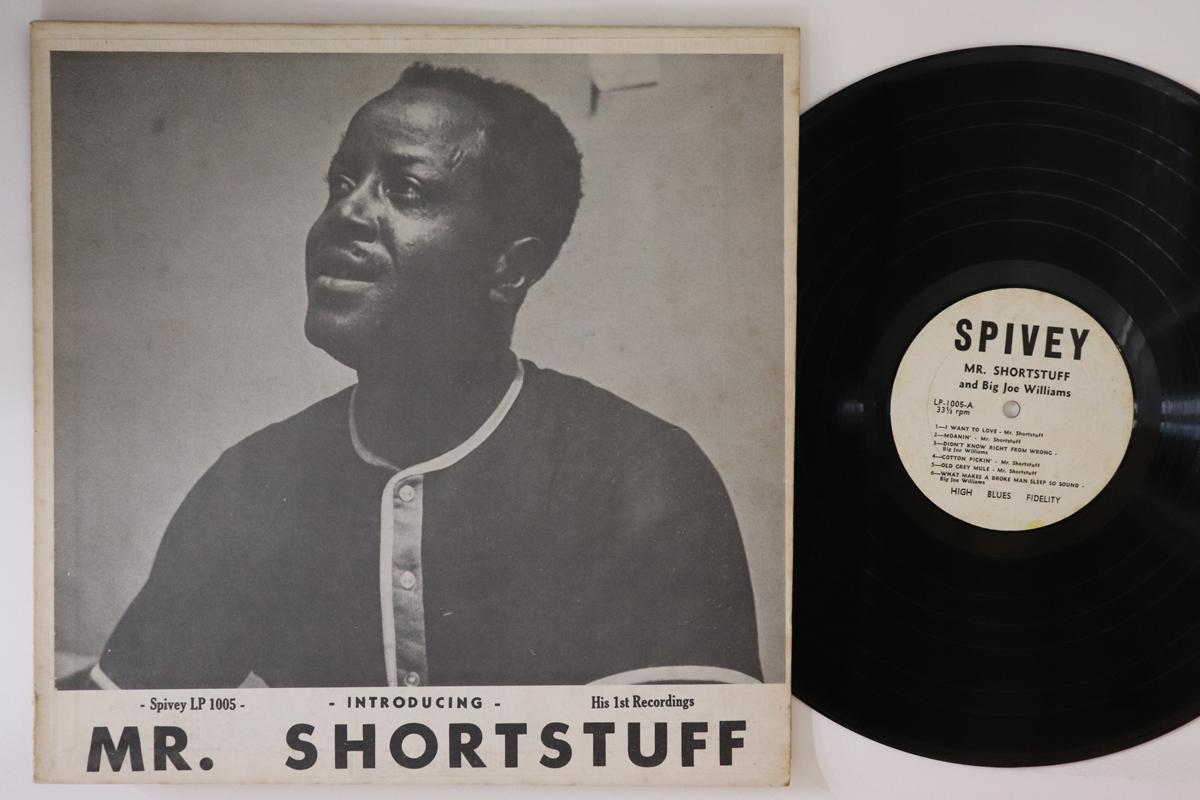 - Spivey LP 1005 -
- INTRODUCING -
His 1st Recordings
MR. SHORTSTUFF
SPIVEY
MR. SHORTSTUFF
and Big Joe Williams
LP-1005-A
33⅓ rpm
1—I WANT TO LOVE - Mr. Shortstuff
2—MOANIN' - Mr. Shortstuff
3—DIDN'T KNOW RIGHT FROM WRONG -
Big Joe Williams
4—COTTON PICKIN' - Mr. Shortstuff
5—OLD GREY MULE - Mr. Shortstuff
6—WHAT MAKES A BROKE MAN SLEEP SO SOUND -
Big Joe Williams
HIGH BLUES FIDELITY